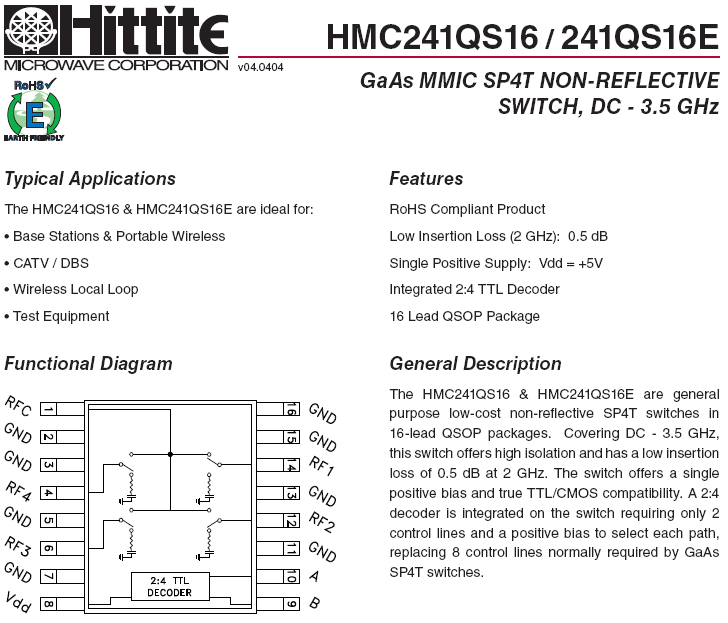 Hittite
MICROWAVE CORPORATION
v04.0404
HMC241QS16 / 241QS16E
RoHS✓
E
EARTH FRIENDLY
GaAs MMIC SP4T NON-REFLECTIVE
SWITCH, DC - 3.5 GHz
Typical Applications
The HMC241QS16 & HMC241QS16E are ideal for:
• Base Stations & Portable Wireless
• CATV / DBS
• Wireless Local Loop
• Test Equipment
Features
RoHS Compliant Product
Low Insertion Loss (2 GHz): 0.5 dB
Single Positive Supply: Vdd = +5V
Integrated 2:4 TTL Decoder
16 Lead QSOP Package
Functional Diagram
RFC 1
GND 2
GND 3
RF4 4
GND 5
RF3 6
GND 7
Vdd 8
16 GND
15 GND
14 RF1
13 GND
12 RF2
11 GND
10 A
9 B
2:4 TTL
DECODER
General Description
The HMC241QS16 & HMC241QS16E are general
purpose low-cost non-reflective SP4T switches in
16-lead QSOP packages. Covering DC - 3.5 GHz,
this switch offers high isolation and has a low insertion
loss of 0.5 dB at 2 GHz. The switch offers a single
positive bias and true TTL/CMOS compatibility. A 2:4
decoder is integrated on the switch requiring only 2
control lines and a positive bias to select each path,
replacing 8 control lines normally required by GaAs
SP4T switches.